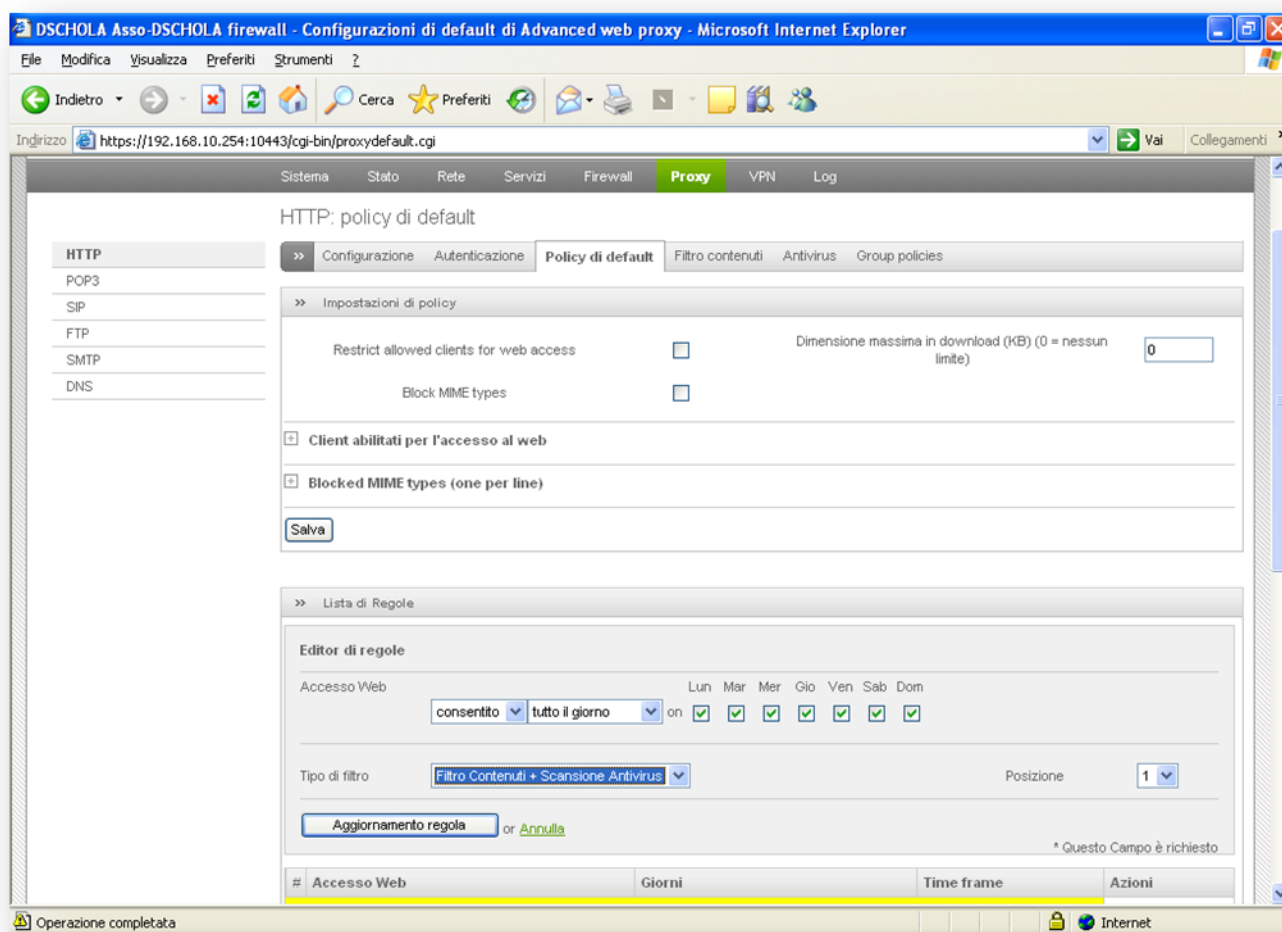 DSCHOLA Asso-DSCHOLA firewall - Configurazioni di default di Advanced web proxy - Microsoft Internet Explorer
File Modifica Visualizza Preferiti Strumenti ?
Indietro Cerca Preferiti
Indirizzo https://192.168.10.254:10443/cgi-bin/proxydefault.cgi Vai Collegamenti
Sistema Stato Rete Servizi Firewall Proxy VPN Log
HTTP: policy di default
HTTP
POP3
SIP
FTP
SMTP
DNS
Configurazione Autenticazione Policy di default Filtro contenuti Antivirus Group policies
Impostazioni di policy
Restrict allowed clients for web access
Dimensione massima in download (KB) (0 = nessun
limite)
0
Block MIME types
Client abilitati per l'accesso al web
Blocked MIME types (one per line)
Salva
Lista di Regole
Editor di regole
Accesso Web Lun Mar Mer Gio Ven Sab Dom
consentito tutto il giorno on
Tipo di filtro Filtro Contenuti + Scansione Antivirus Posizione 1
Aggiornamento regola or Annulla
* Questo Campo è richiesto
# Accesso Web Giorni Time frame Azioni
Operazione completata Internet